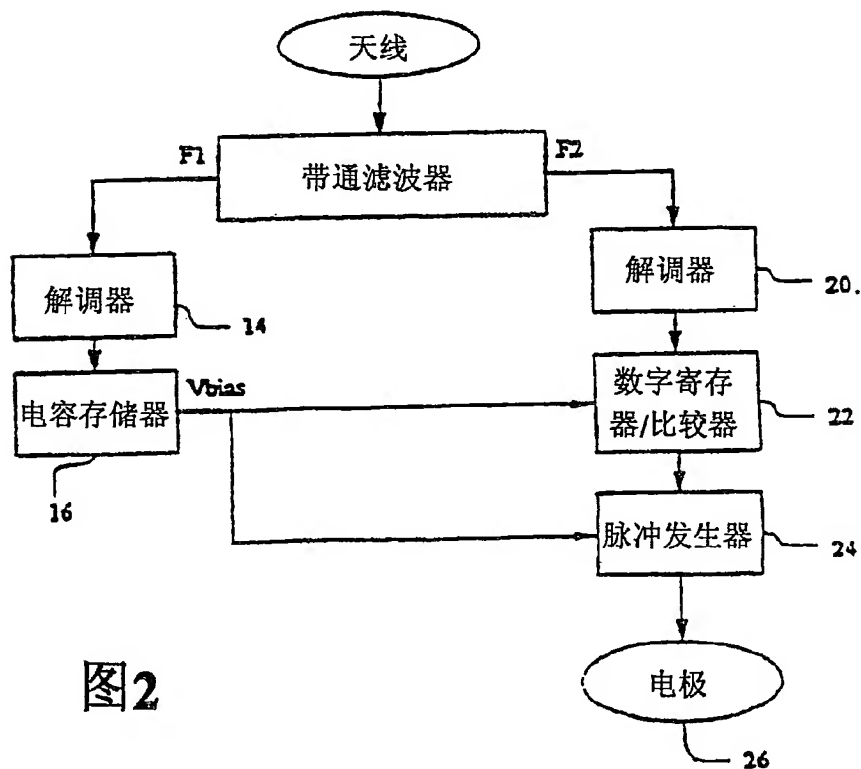 天线
F1
F2
带通滤波器
解调器
14
解调器
20.
电容存储器
Vbias
16
数字寄存
器/比较器
22
脉冲发生器
24
电极
26
图2